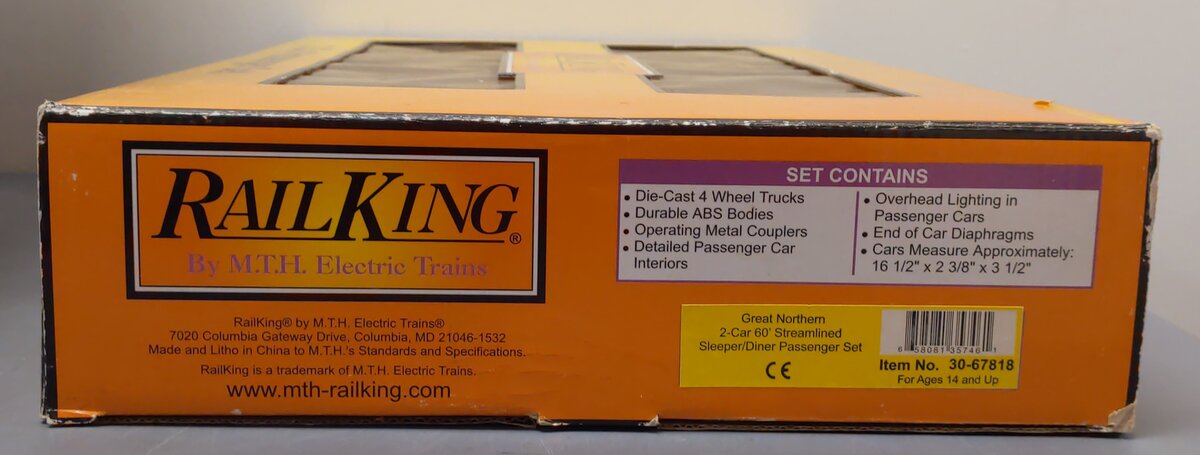 RAILKING®
By M.T.H. Electric Trains
RailKing® by M.T.H. Electric Trains®
7020 Columbia Gateway Drive, Columbia, MD 21046-1532
Made and Litho in China to M.T.H.'s Standards and Specifications.
RailKing is a trademark of M.T.H. Electric Trains.
www.mth-railking.com
SET CONTAINS
• Die-Cast 4 Wheel Trucks
• Durable ABS Bodies
• Operating Metal Couplers
• Detailed Passenger Car
Interiors
• Overhead Lighting in
Passenger Cars
• End of Car Diaphragms
• Cars Measure Approximately:
16 1/2" x 2 3/8" x 3 1/2"
Great Northern
2-Car 60' Streamlined
Sleeper/Diner Passenger Set
CE
6 58081 35746 1
Item No. 30-67818
For Ages 14 and Up